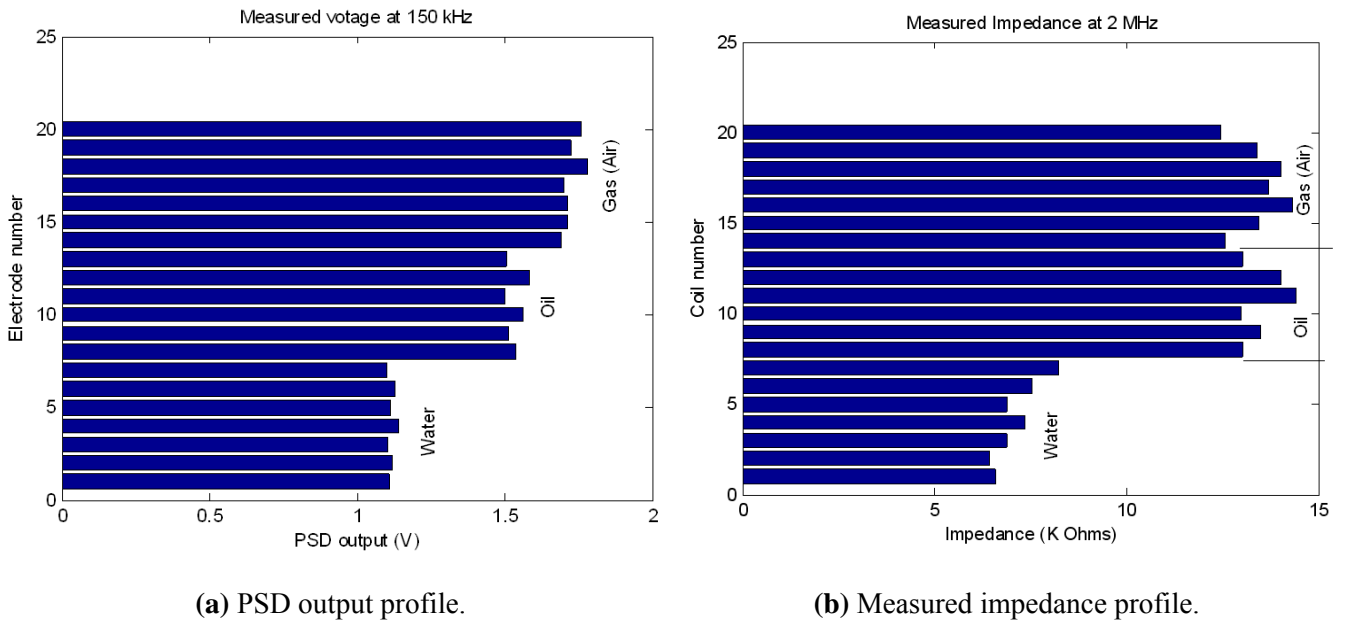 Measured votage at 150 kHz
25
20
15
10
5
0
Electrode number
Gas (Air)
Oil
Water
0 0.5 1 1.5 2
PSD output (V)
(a) PSD output profile.
Measured Impedance at 2 MHz
25
20
15
10
5
0
Coil number
Gas (Air)
Oil
Water
0 5 10 15
Impedance (K Ohms)
(b) Measured impedance profile.